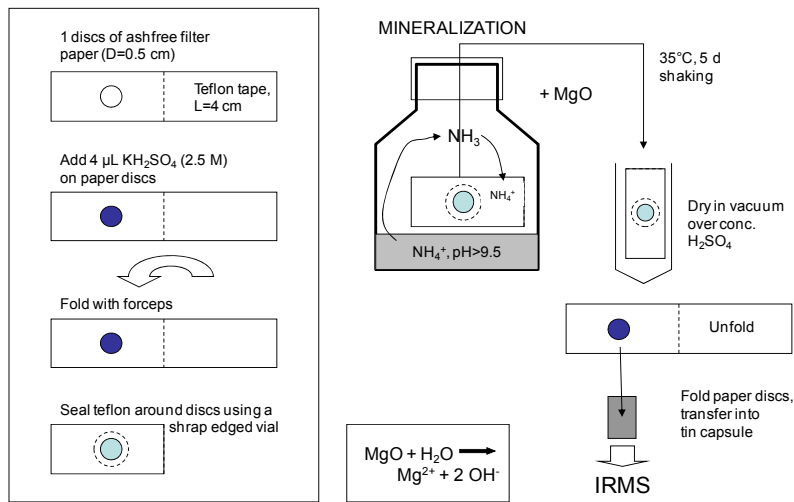 1 discs of ashfree filter
paper (D=0.5 cm)
Teflon tape,
L=4 cm
Add 4 µL KH₂SO₄ (2.5 M)
on paper discs
Fold with forceps
Seal teflon around discs using a
shrap edged vial
MINERALIZATION
35°C, 5 d
shaking
+ MgO
NH₃
NH₄⁺
NH₄⁺, pH>9.5
Dry in vacuum
over conc.
H₂SO₄
Unfold
Fold paper discs,
transfer into
tin capsule
IRMS
MgO + H₂O
Mg²⁺ + 2 OH⁻